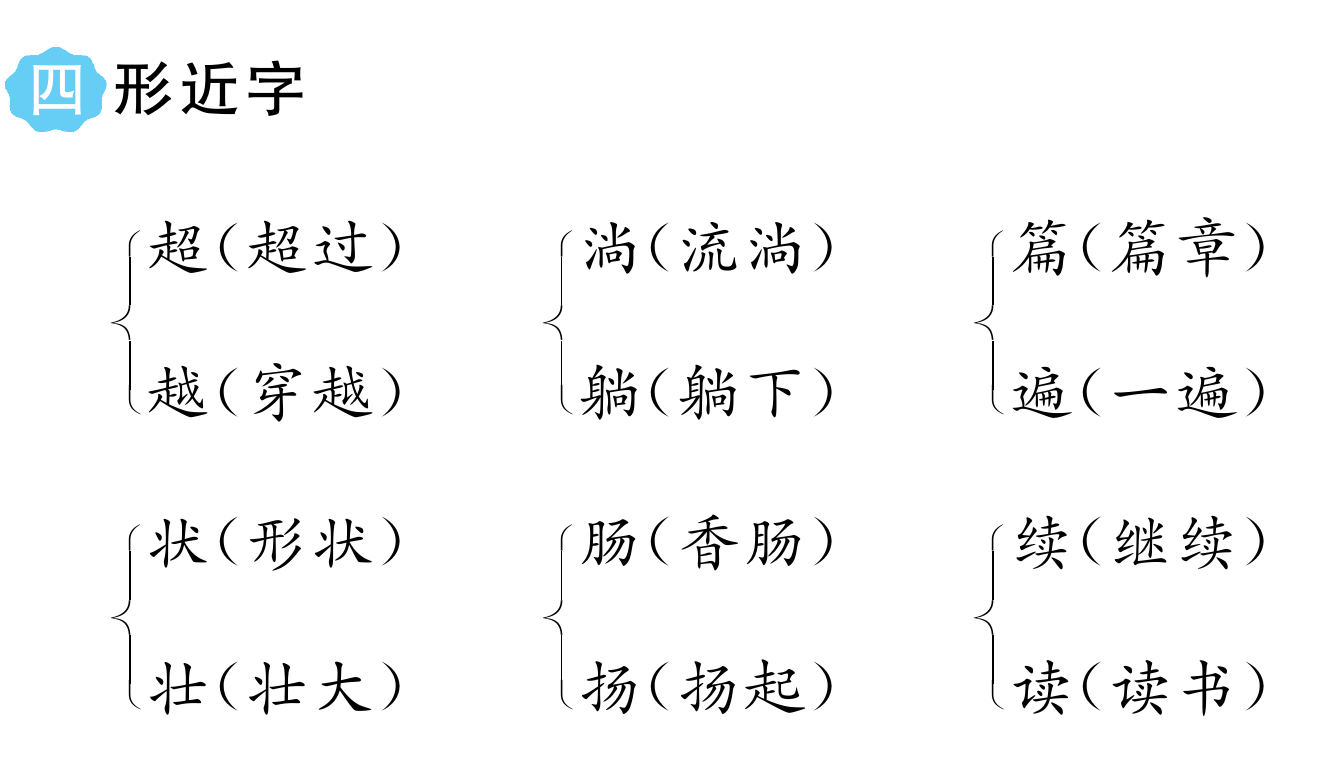 四 形近字
超(超过) 淌(流淌) 篇(篇章)
越(穿越) 躺(躺下) 遍(一遍)
状(形状) 肠(香肠) 续(继续)
壮(壮大) 扬(扬起) 读(读书)